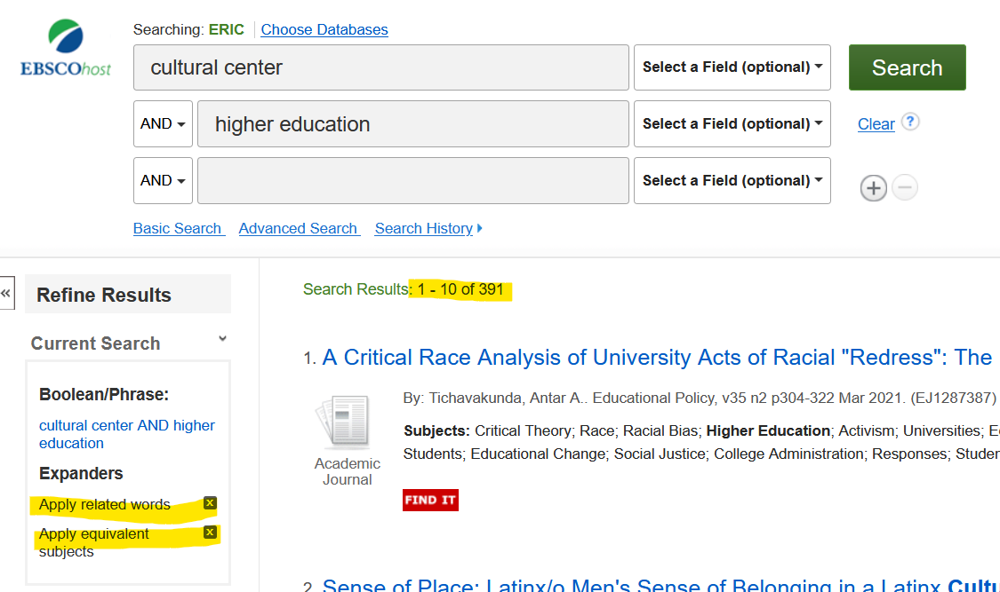 Searching: ERIC Choose Databases
EBSCOhost
cultural center
Select a Field (optional)
Search
AND
higher education
Select a Field (optional)
Clear ?
AND
Select a Field (optional)
Basic Search Advanced Search Search History
«
Refine Results
Current Search
Boolean/Phrase:
cultural center AND higher
education
Expanders
Apply related words x
Apply equivalent x
subjects
Search Results: 1 - 10 of 391
1. A Critical Race Analysis of University Acts of Racial "Redress": The
By: Tichavakunda, Antar A.. Educational Policy, v35 n2 p304-322 Mar 2021. (EJ1287387)
Subjects: Critical Theory; Race; Racial Bias; Higher Education; Activism; Universities;
Students; Educational Change; Social Justice; College Administration; Responses;
Academic
Journal
FIND IT
2. Sense of Place: Latinx/o Men's Sense of Belonging in a Latinx